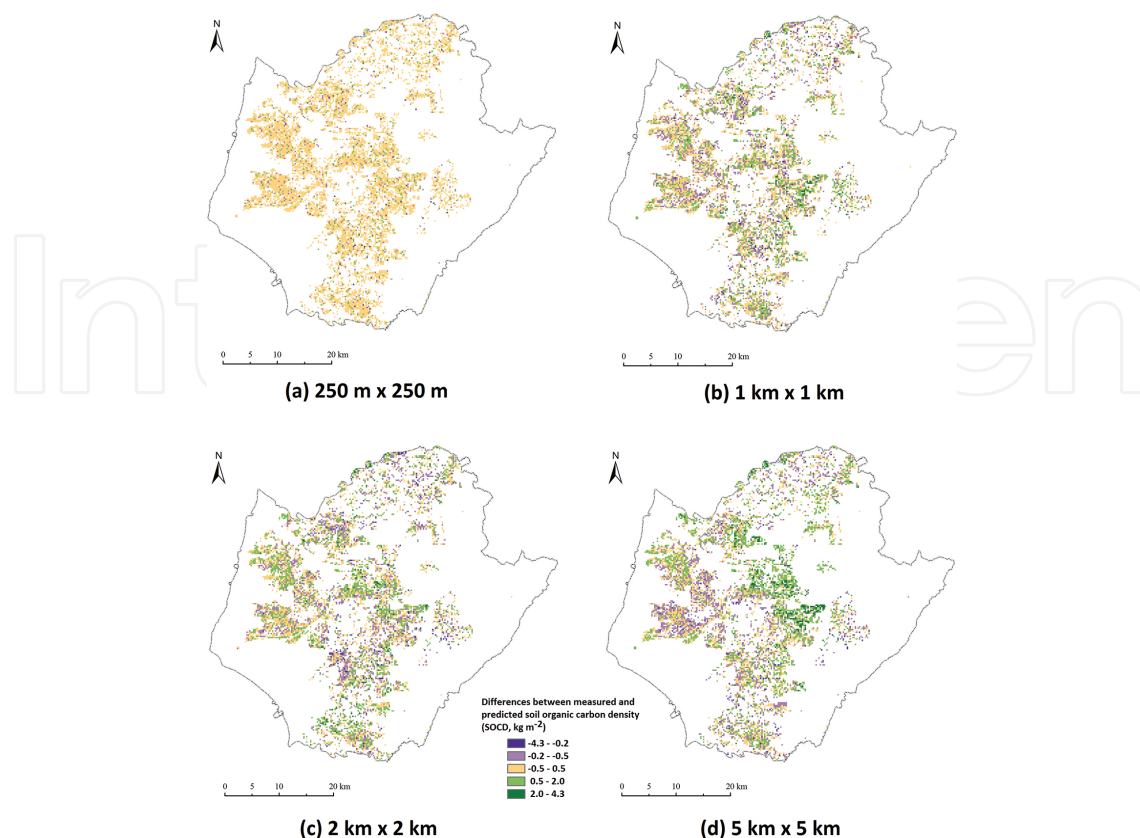 N
N
0 5 10 20 km
0 5 10 20 km
(a) 250 m x 250 m
(b) 1 km x 1 km
N
N
Differences between measured and
predicted soil organic carbon density
(SOCD, kg m-2)
-4.3 - -0.2
-0.2 - -0.5
-0.5 - 0.5
0.5 - 2.0
2.0 - 4.3
0 5 10 20 km
0 5 10 20 km
(c) 2 km x 2 km
(d) 5 km x 5 km